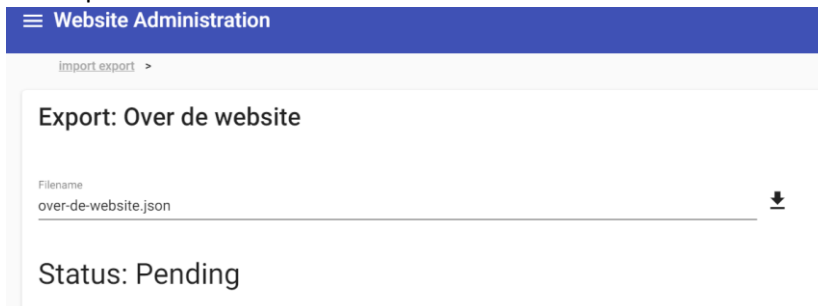 Website Administration
import export >
Export: Over de website
Filename
over-de-website.json
Status: Pending